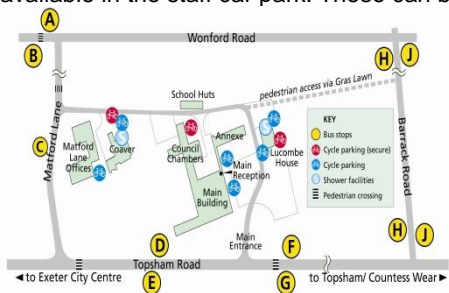 available in the staff car park. These can b
A
B
Wonford Road
H
J
pedestrian access via Gras Lawn
School Huts
Matford Lane
C
Matford
Lane
Offices
Coaver
Council
Chambers
Annexe
Main
Reception
Main
Building
Lucombe
House
S
S
KEY
Bus stops
Cycle parking (secure)
Cycle parking
S
Shower facilities
Pedestrian crossing
Barrack Road
H
J
Main
Entrance
D
F
Topsham Road
E
G
◄ to Exeter City Centre
to Topsham/ Countess Wear ►